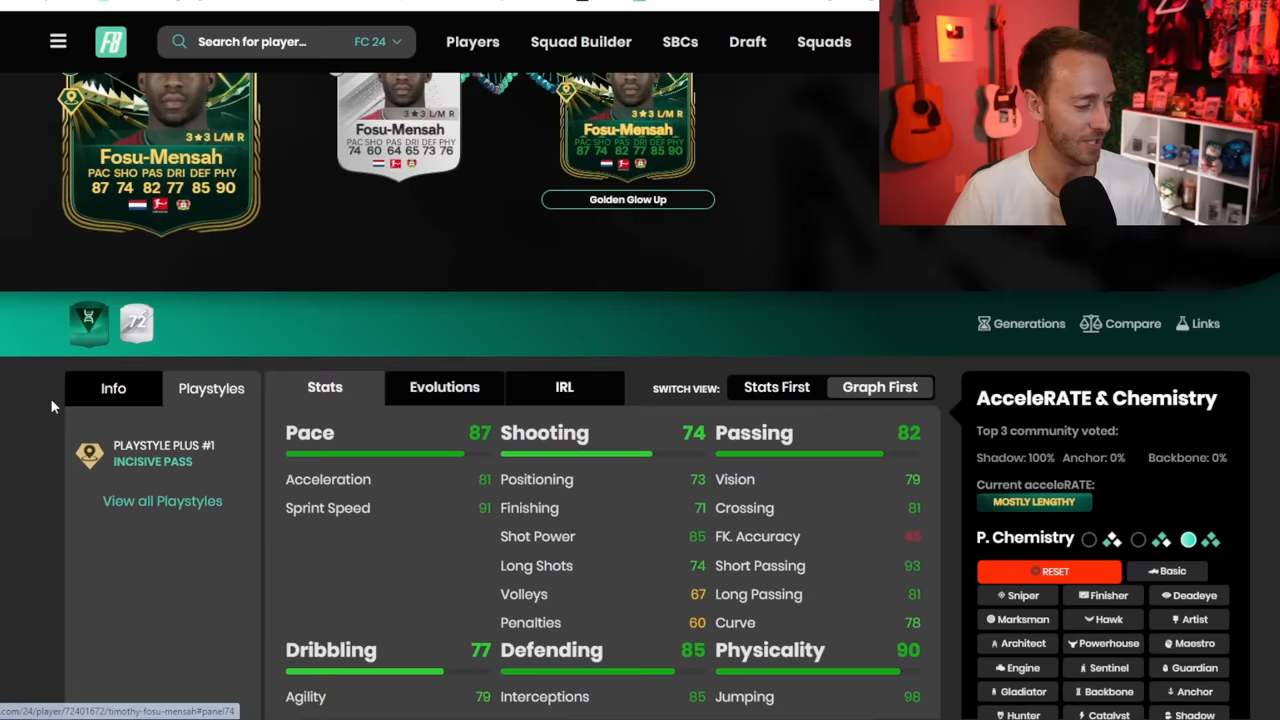 FB
Search for player...
FC 24
Players
Squad Builder
SBCs
Draft
Squads
3★3 L/M R
Fosu-Mensah
PAC SHO PAS DRI DEF PHY
87 74 82 77 85 90
3★3 L/M R
Fosu-Mensah
PAC SHO PAS DRI DEF PHY
74 60 64 65 73 76
3★3 L/M R
Fosu-Mensah
PAC SHO PAS DRI DEF PHY
87 74 82 77 85 90
Golden Glow Up
72
Generations
Compare
Links
Info
Playstyles
Stats
Evolutions
IRL
SWITCH VIEW:
Stats First
Graph First
PLAYSTYLE PLUS #1
INCISIVE PASS
View all Playstyles
Pace 87
Acceleration 81
Sprint Speed 91
Shooting 74
Positioning 73
Finishing 71
Shot Power 85
Long Shots 74
Volleys 67
Penalties 60
Passing 82
Vision 79
Crossing 81
FK. Accuracy 45
Short Passing 93
Long Passing 81
Curve 78
Dribbling 77
Agility 79
Defending 85
Interceptions 85
Physicality 90
Jumping 98
AcceleRATE & Chemistry
Top 3 community voted:
Shadow: 100% Anchor: 0% Backbone: 0%
Current acceleRATE:
MOSTLY LENGTHY
P. Chemistry
RESET
Basic
Sniper
Finisher
Deadeye
Marksman
Hawk
Artist
Architect
Powerhouse
Maestro
Engine
Sentinel
Guardian
Gladiator
Backbone
Anchor
Hunter
Catalyst
Shadow
.com/24/player/72401672/timothy-fosu-mensah#panel74